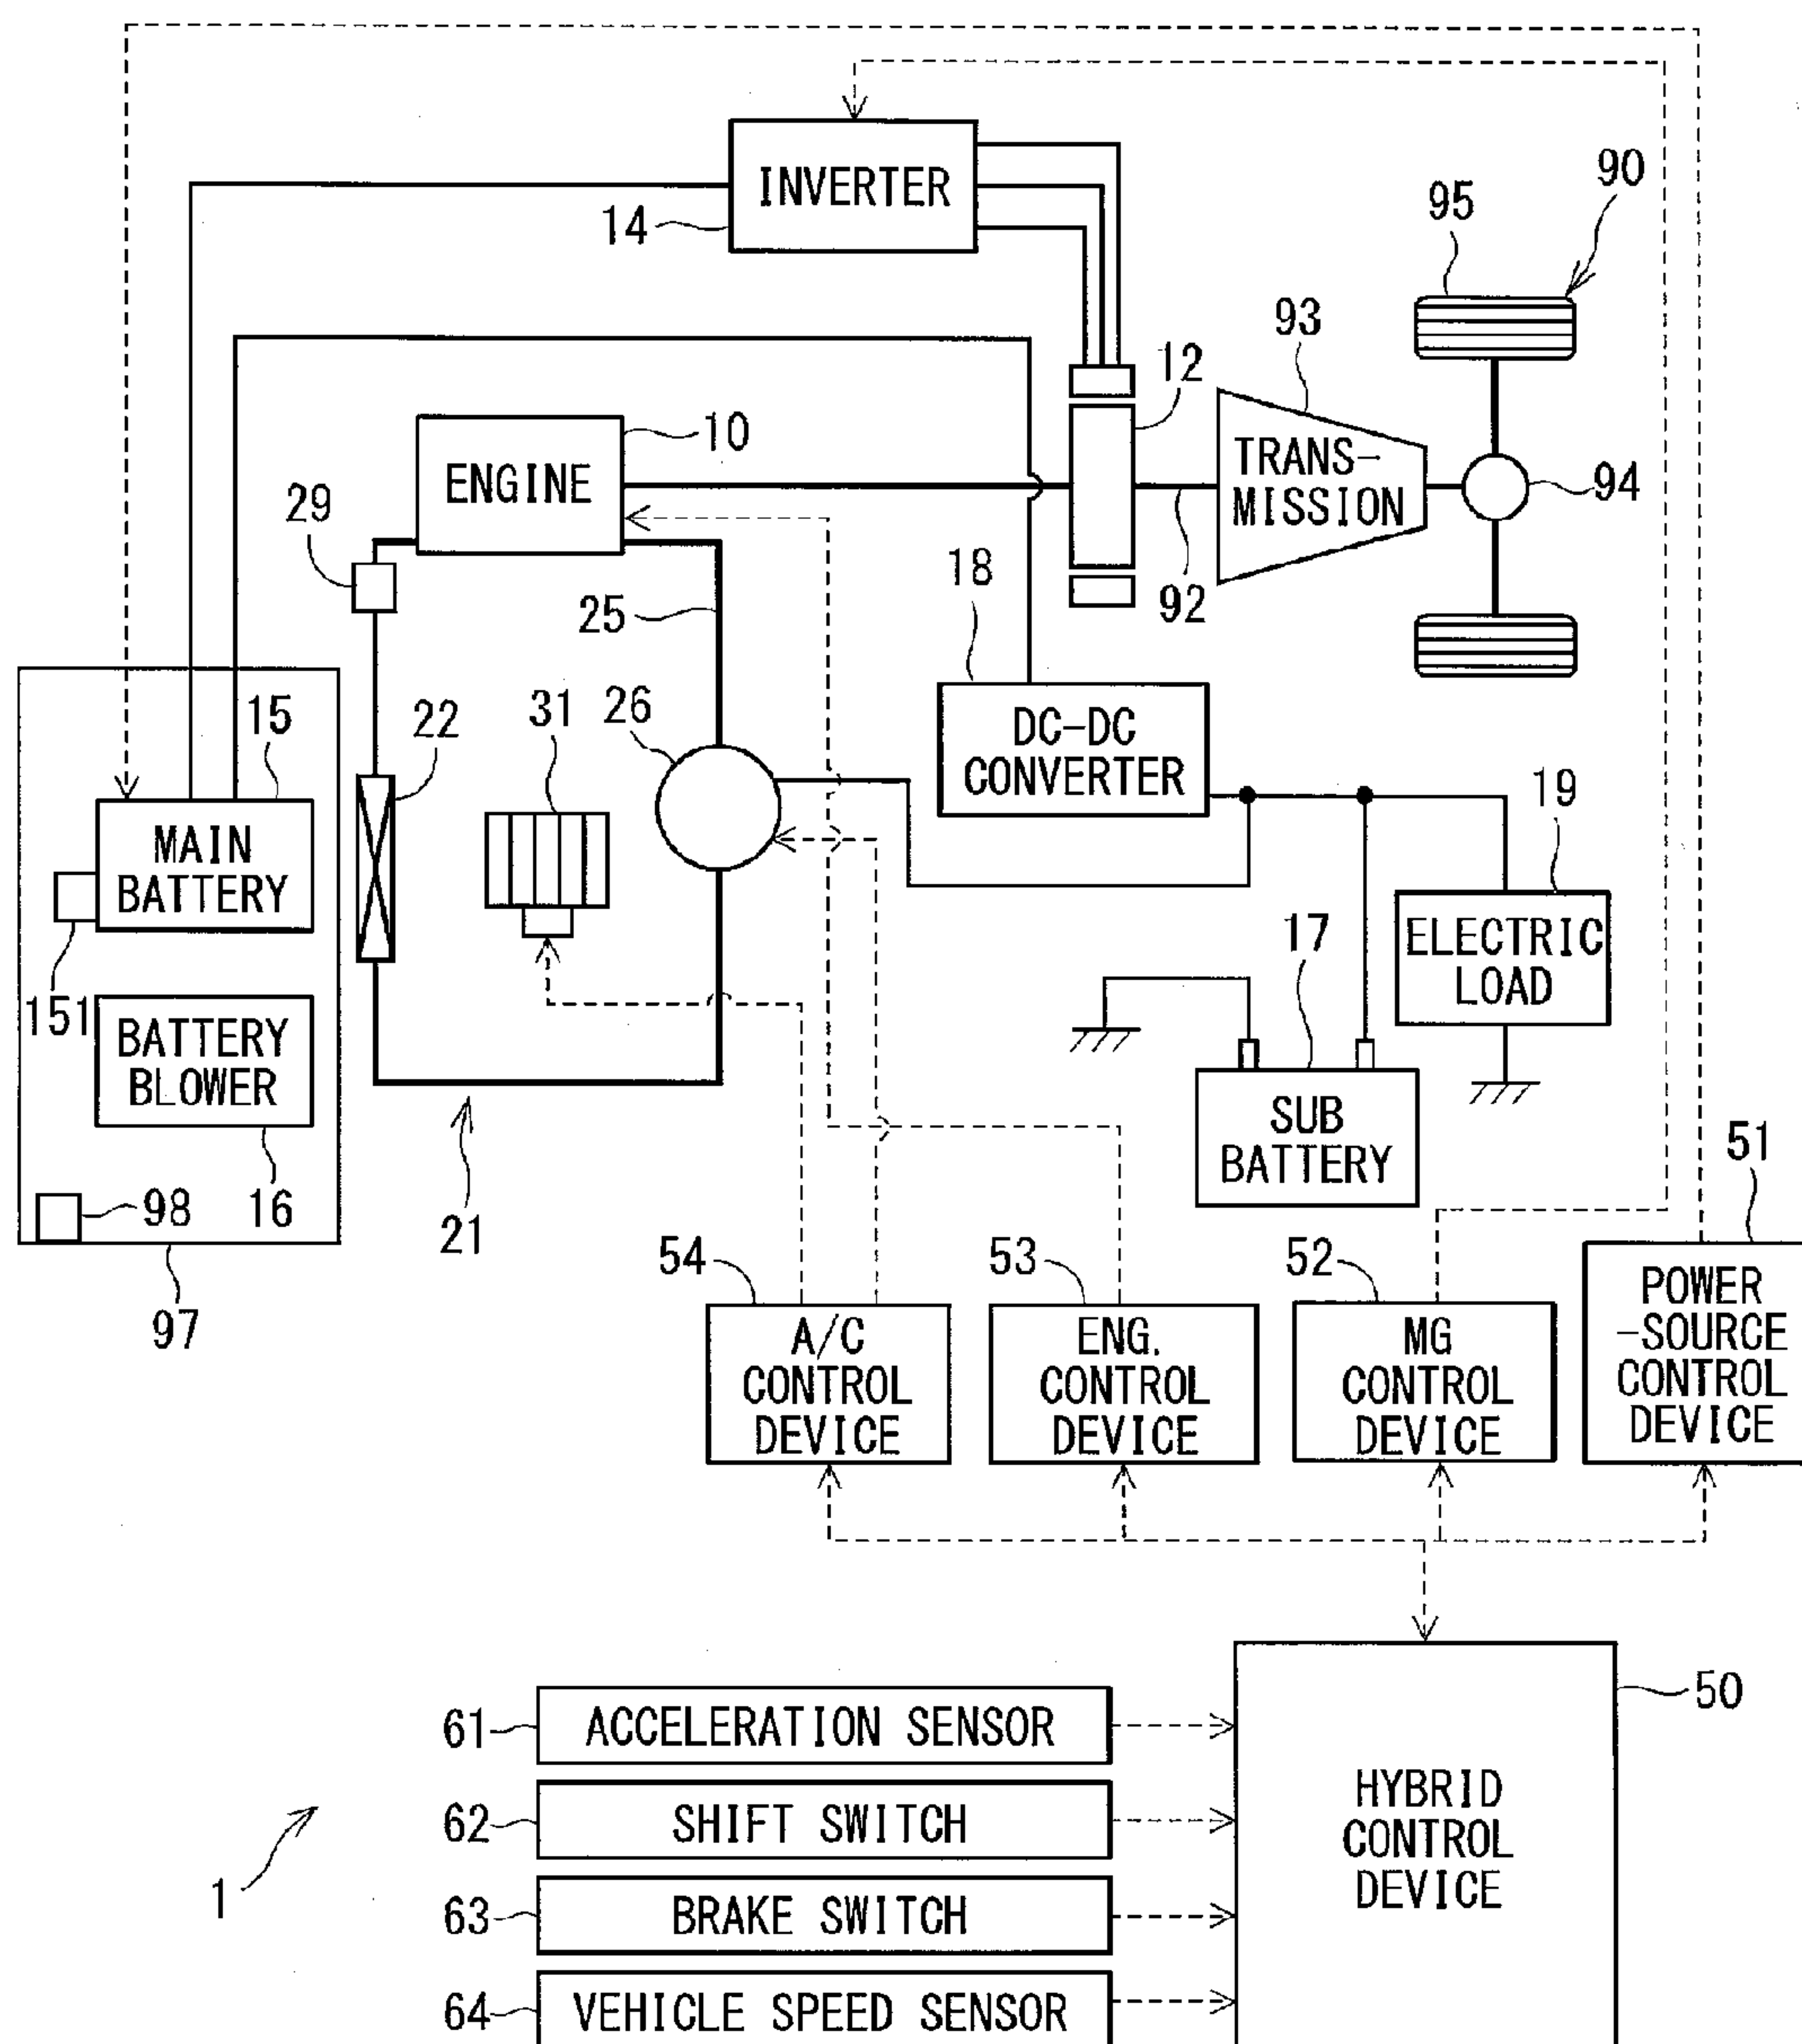 INVERTER
14
90
95
93
12
10
ENGINE
TRANS-
MISSION
94
29
18
92
25
15
22
31
26
DC-DC
CONVERTER
19
MAIN
BATTERY
ELECTRIC
LOAD
17
151
BATTERY
BLOWER
SUB
BATTERY
51
98
16
21
54
53
52
97
POWER
-SOURCE
CONTROL
DEVICE
A/C
CONTROL
DEVICE
ENG.
CONTROL
DEVICE
MG
CONTROL
DEVICE
50
61
ACCELERATION SENSOR
62
SHIFT SWITCH
HYBRID
CONTROL
DEVICE
1
63
BRAKE SWITCH
64
VEHICLE SPEED SENSOR